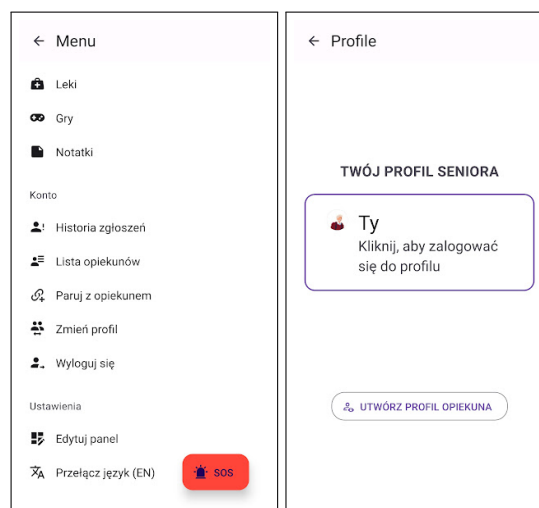 Menu
Leki
Gry
Notatki
Konto
Historia zgłoszeń
Lista opiekunów
Paruj z opiekunem
Zmień profil
Wyloguj się
Ustawienia
Edytuj panel
Przełącz język (EN)
SOS
Profile
TWÓJ PROFIL SENIORA
Ty
Kliknij, aby zalogować
się do profilu
UTWÓRZ PROFIL OPIEKUNA